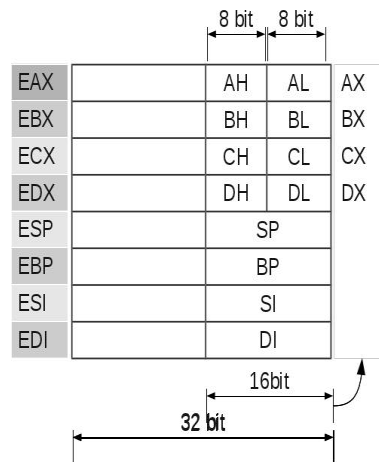 8 bit 8 bit
EAX AH AL AX
EBX BH BL BX
ECX CH CL CX
EDX DH DL DX
ESP SP
EBP BP
ESI SI
EDI DI
16bit
32 bit